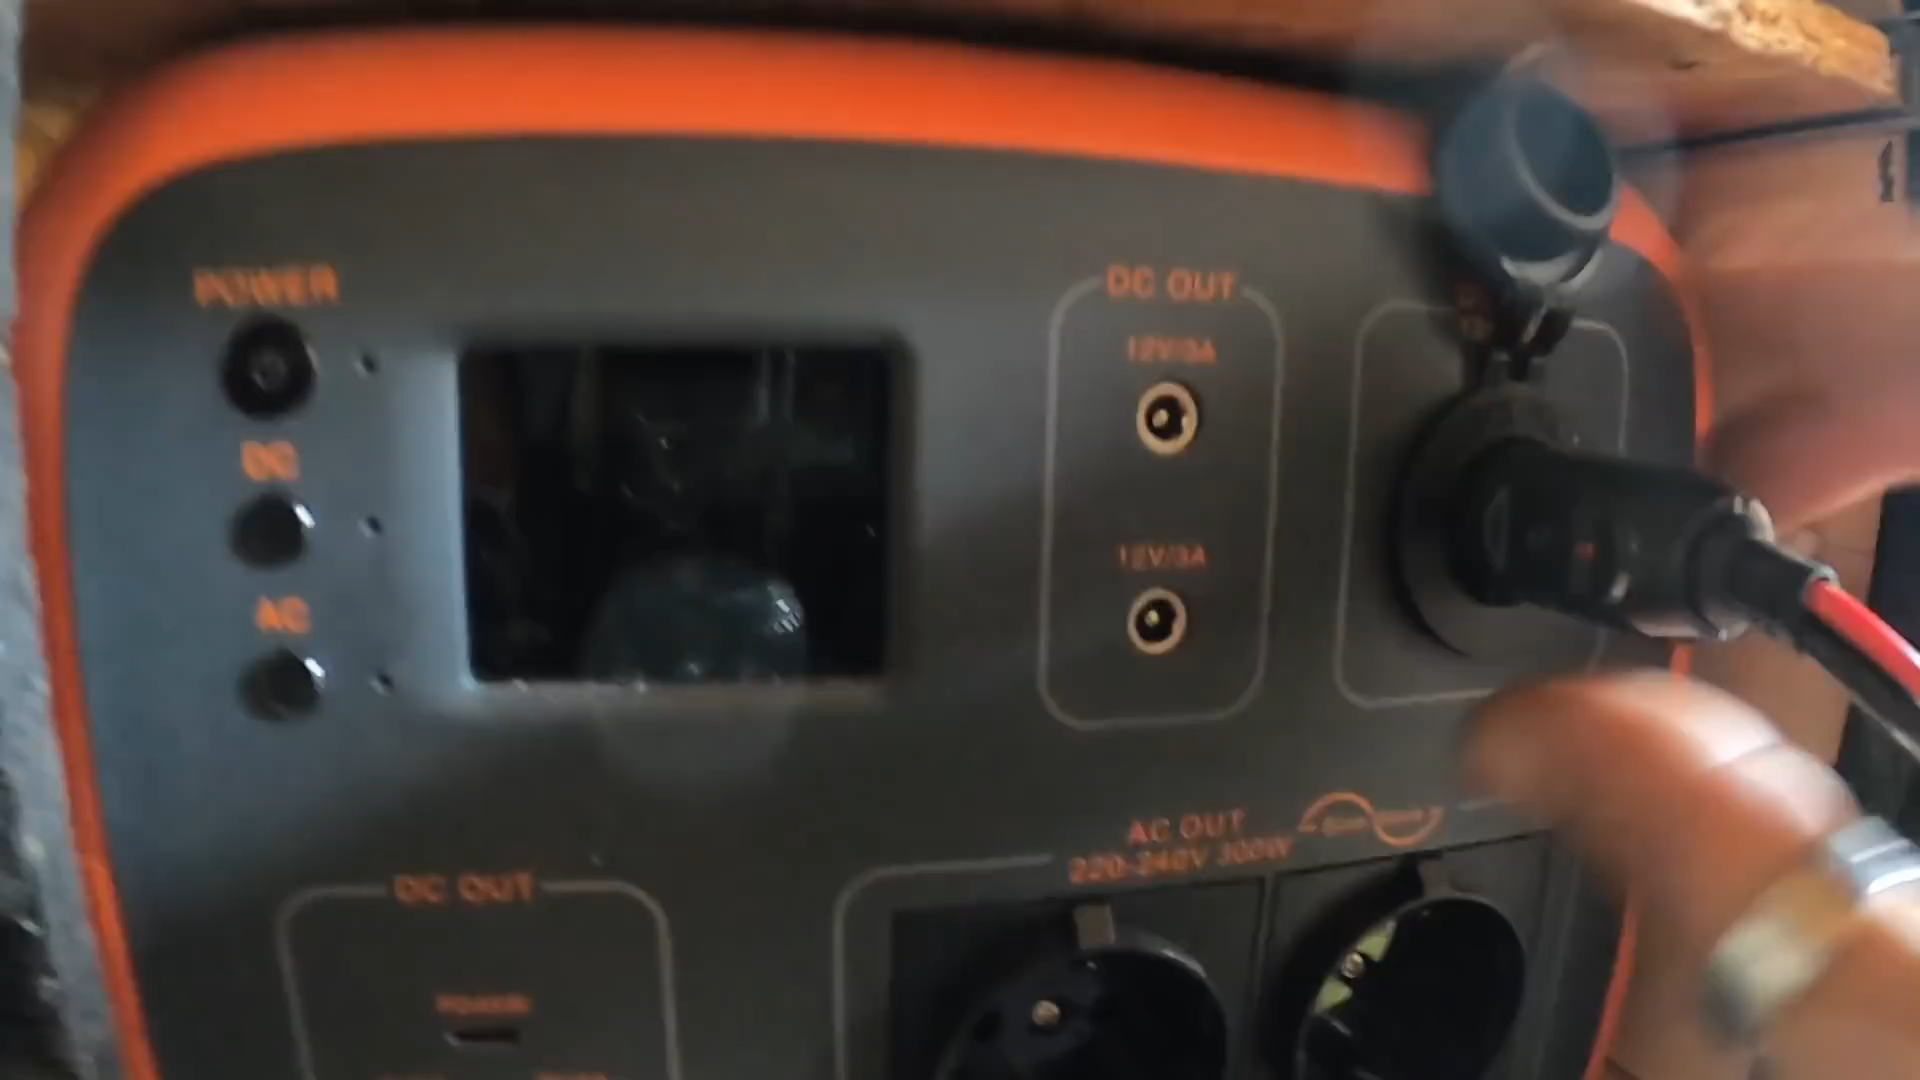 POWER
DC
AC
DC OUT
12V/3A
12V/3A
AC OUT
220-240V 300W
DC OUT